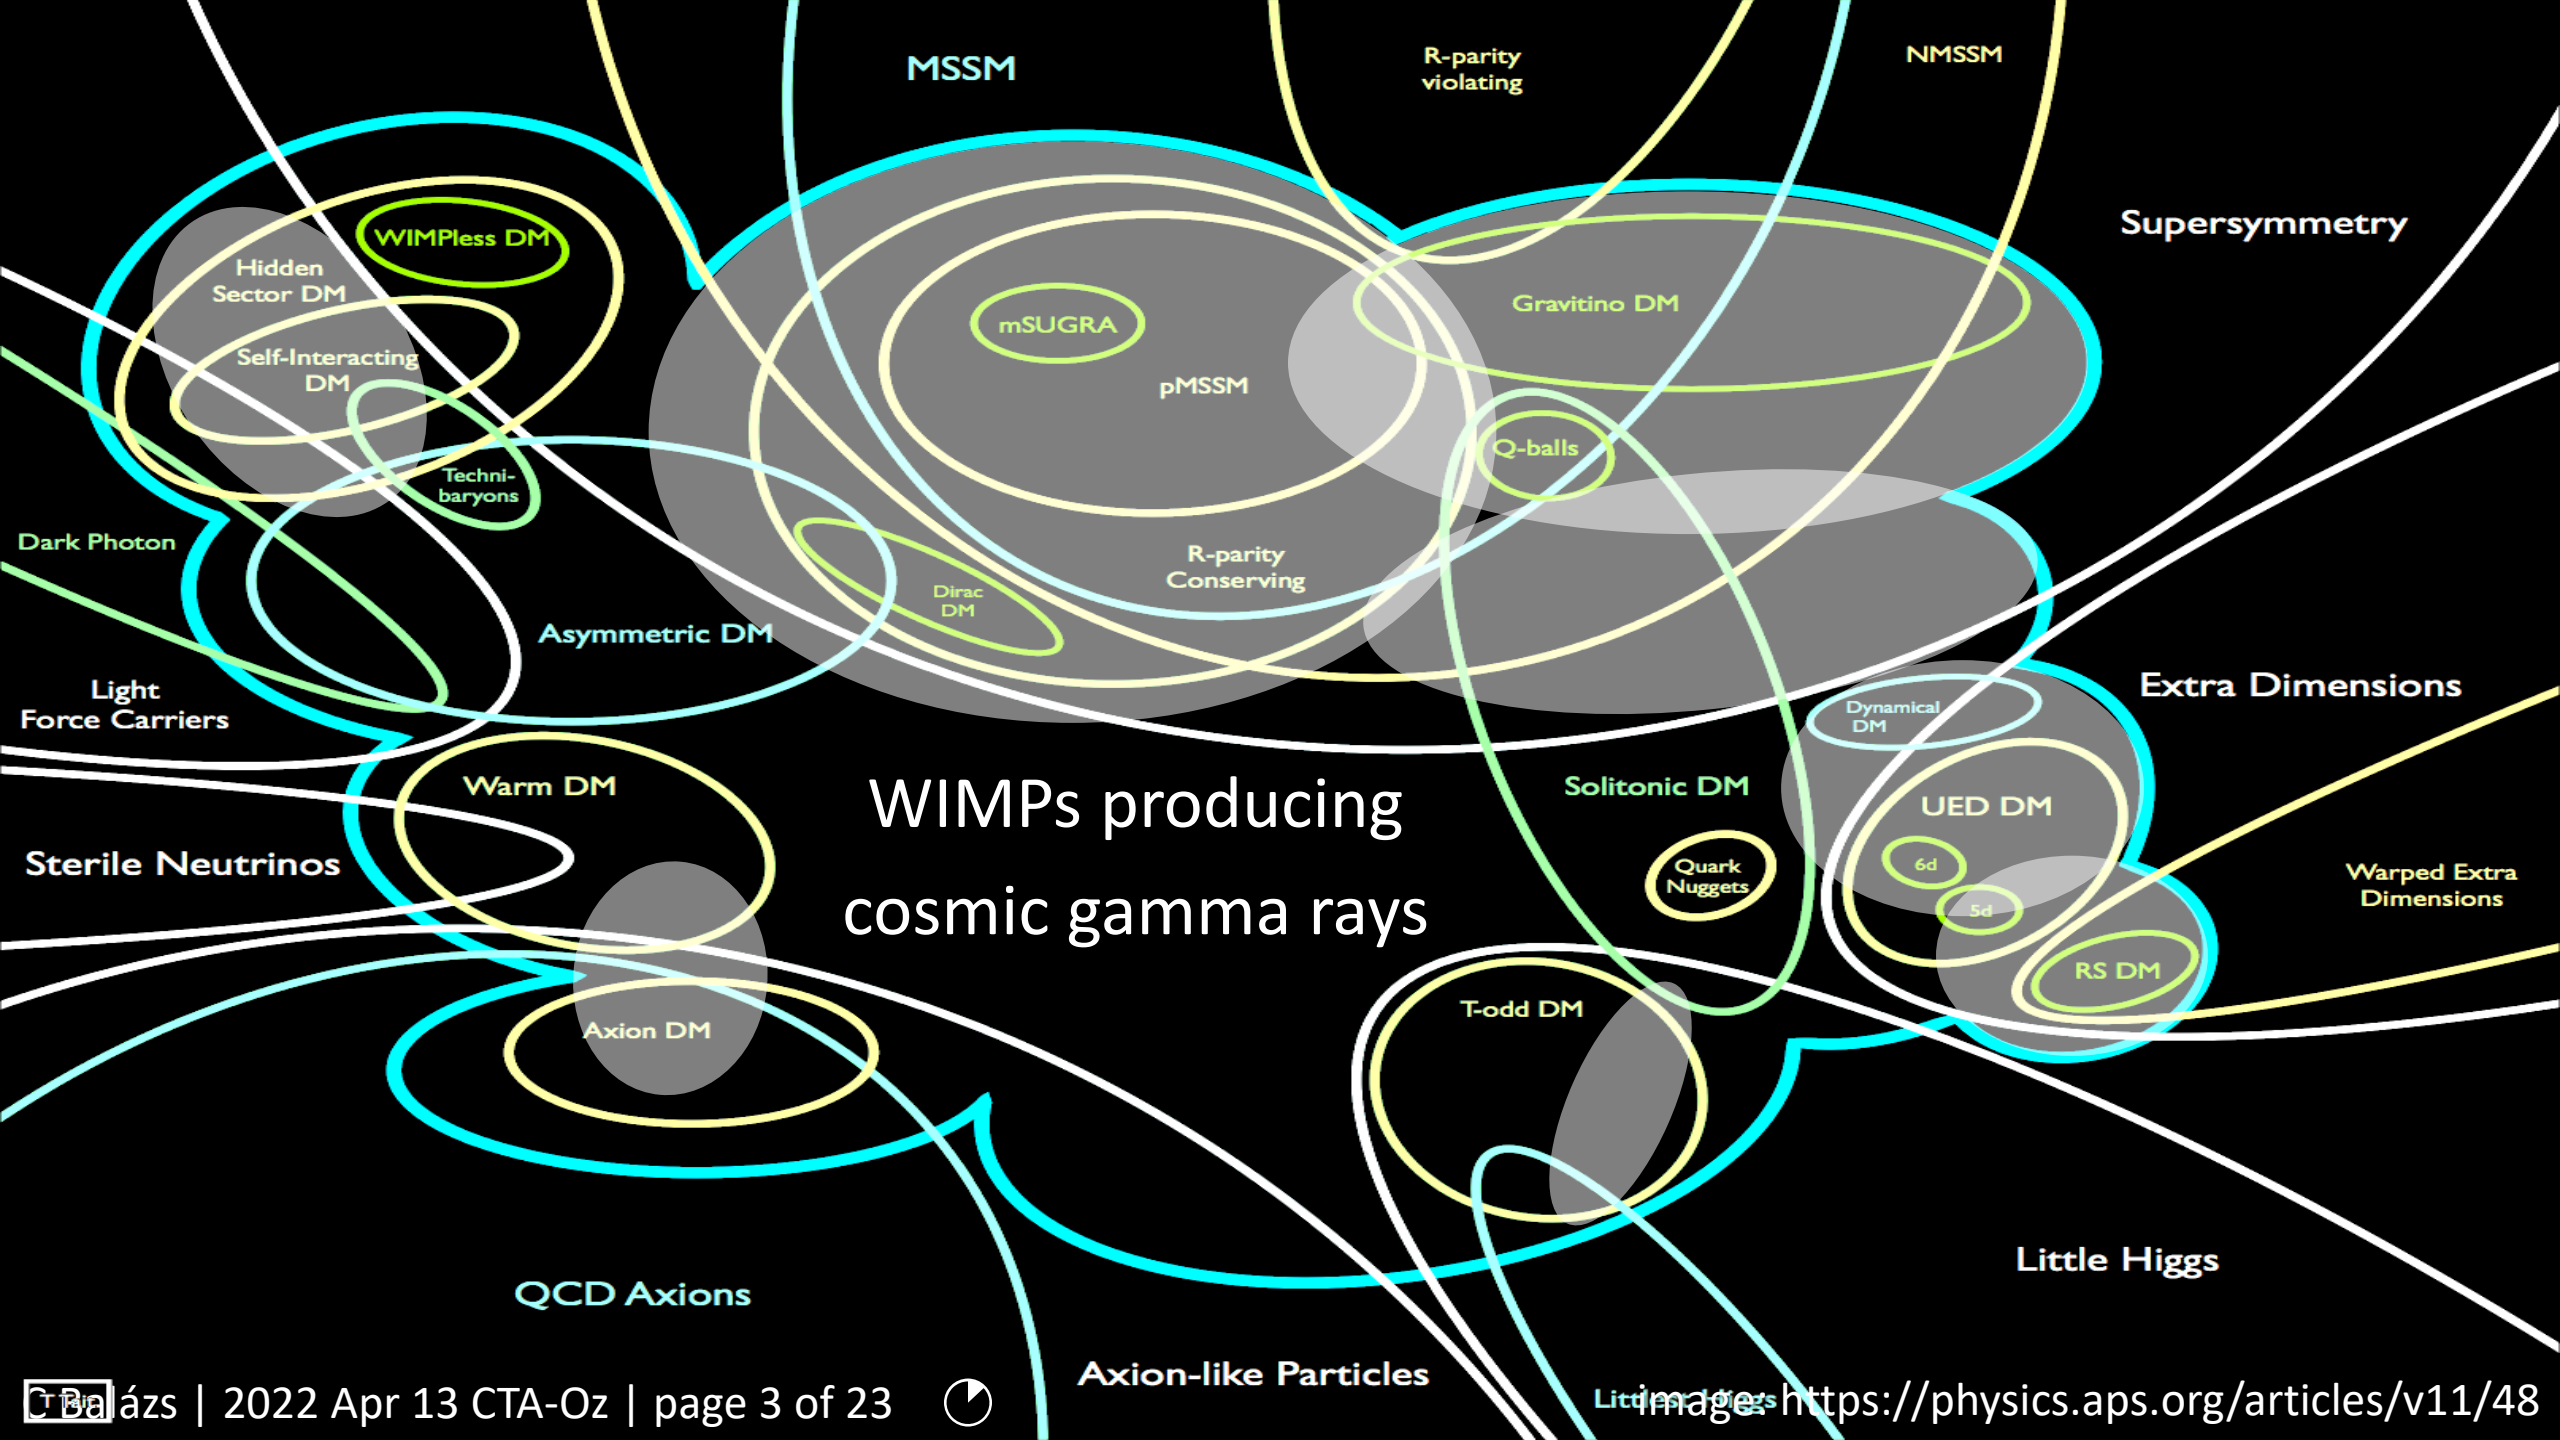 MSSM
R-parity
violating
NMSSM
Supersymmetry
WIMPless DM
Hidden
Sector DM
mSUGRA
Gravitino DM
Self-Interacting
DM
pMSSM
Q-balls
Techni-
baryons
Dark Photon
R-parity
Conserving
Dirac
DM
Asymmetric DM
Light
Force Carriers
Extra Dimensions
Dynamical
DM
Warm DM
WIMPs producing
cosmic gamma rays
Solitonic DM
UED DM
Sterile Neutrinos
Quark
Nuggets
6d
5d
Warped Extra
Dimensions
RS DM
T-odd DM
Axion DM
Little Higgs
QCD Axions
Axion-like Particles
Littlest Higgs
T Tait
C Balázs | 2022 Apr 13 CTA-Oz | page 3 of 23
image: https://physics.aps.org/articles/v11/48